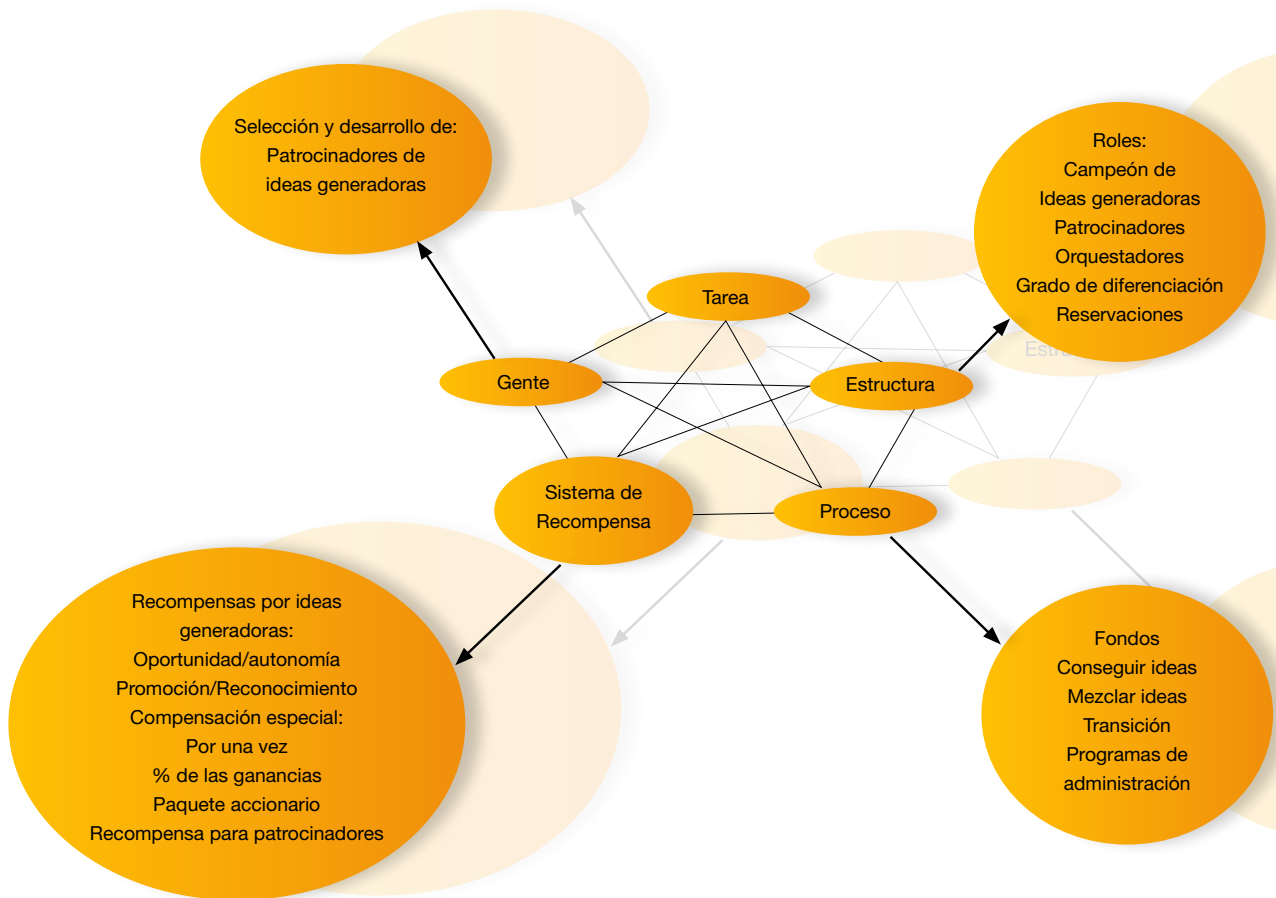 Selección y desarrollo de:
Patrocinadores de
ideas generadoras
Roles:
Campeón de
Ideas generadoras
Patrocinadores
Orquestadores
Grado de diferenciación
Reservaciones
Tarea
Gente
Estructura
Sistema de
Recompensa
Proceso
Recompensas por ideas
generadoras:
Oportunidad/autonomía
Promoción/Reconocimiento
Compensación especial:
Por una vez
% de las ganancias
Paquete accionario
Recompensa para patrocinadores
Fondos
Conseguir ideas
Mezclar ideas
Transición
Programas de
administración